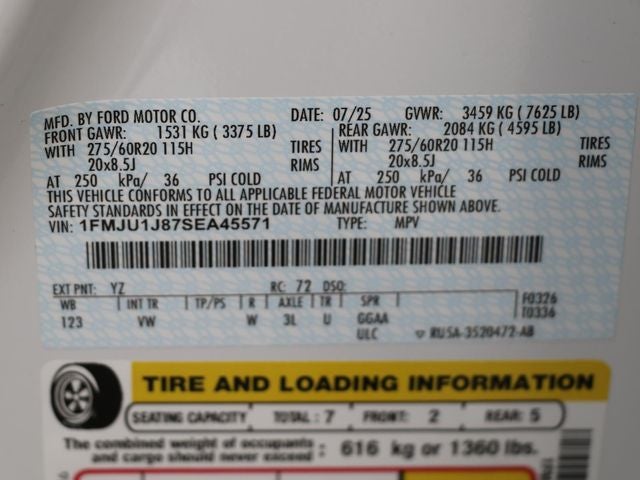 MFD. BY FORD MOTOR CO. DATE: 07/25 GVWR: 3459 KG ( 7625 LB)
FRONT GAWR: 1531 KG ( 3375 LB) REAR GAWR: 2084 KG ( 4595 LB)
WITH 275/60R20 115H TIRES WITH 275/60R20 115H TIRES
20x8.5J RIMS 20x8.5J RIMS
AT 250 kPa/ 36 PSI COLD AT 250 kPa/ 36 PSI COLD
THIS VEHICLE CONFORMS TO ALL APPLICABLE FEDERAL MOTOR VEHICLE
SAFETY STANDARDS IN EFFECT ON THE DATE OF MANUFACTURE SHOWN ABOVE.
VIN: 1FMJU1J87SEA45571 TYPE: MPV
EXT PNT: YZ RC: 72 DSO:
WB INT TR TP/PS R AXLE TR SPR F0326
123 VW W 3L U GGAA T0336
ULC RU5A-3520472-AB
TIRE AND LOADING INFORMATION
SEATING CAPACITY TOTAL: 7 FRONT: 2 REAR: 5
The combined weight of occupants
and cargo should never exceed : 616 kg or 1360 lbs.